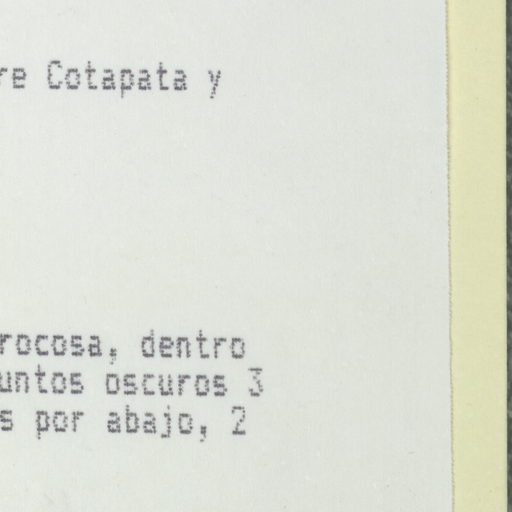 re Cotapata y
rocosa, dentro
untos oscuros 3
s por abajo, 2